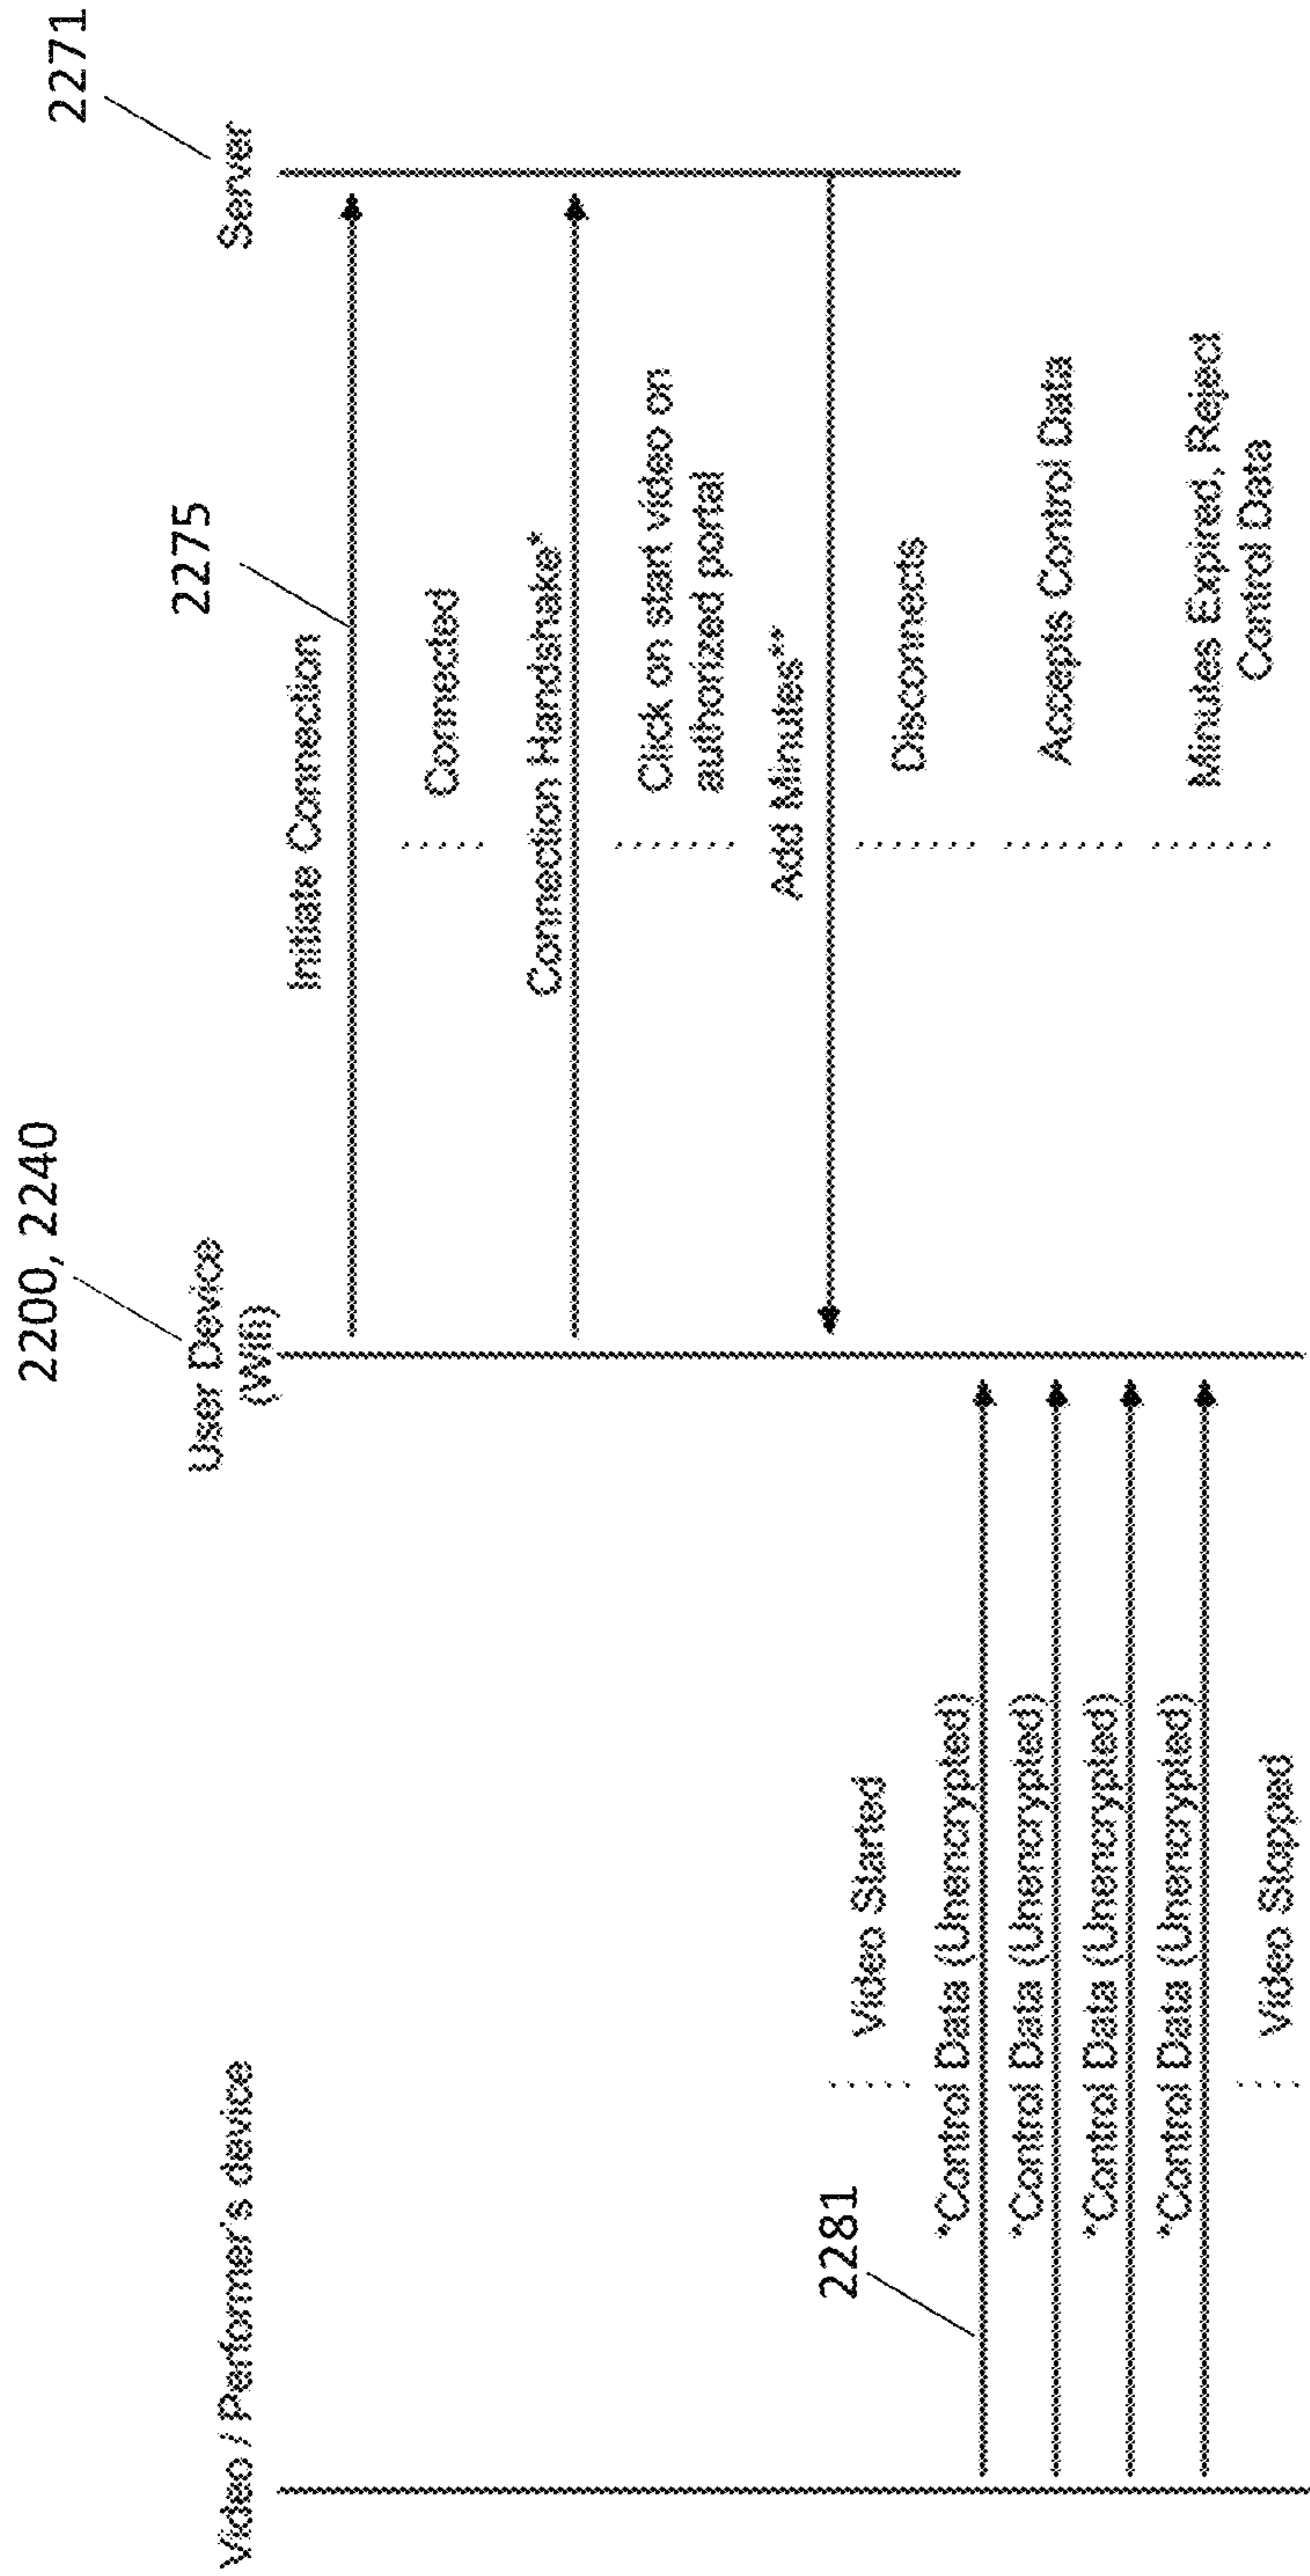 2200, 2240
2271
Video / Performer's device
User Device
(Wifi)
Server
2275
Initiate Connection
Connected
Connection Handshake*
Click on start video on
authorized portal
Add Minutes**
2281
Video Started
Disconnects
*Control Data (Unencrypted)
*Control Data (Unencrypted)
Accepts Control Data
*Control Data (Unencrypted)
*Control Data (Unencrypted)
Minutes Expired, Reject
Control Data
Video Stopped